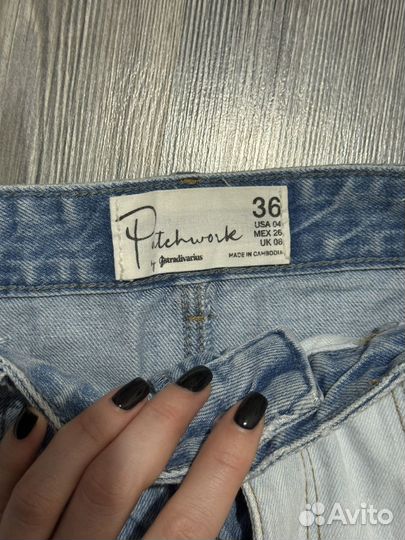 Patchwork
by Stradivarius
36
USA 04
MEX 26
UK 08
MADE IN CAMBODIA
Avito